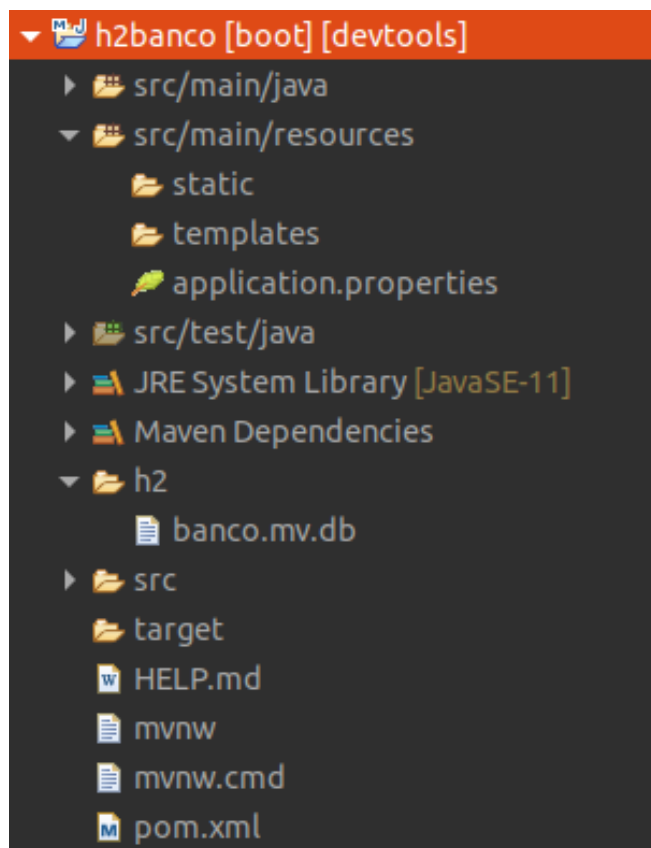 h2banco [boot] [devtools]
src/main/java
src/main/resources
static
templates
application.properties
src/test/java
JRE System Library [JavaSE-11]
Maven Dependencies
h2
banco.mv.db
src
target
HELP.md
mvnw
mvnw.cmd
pom.xml